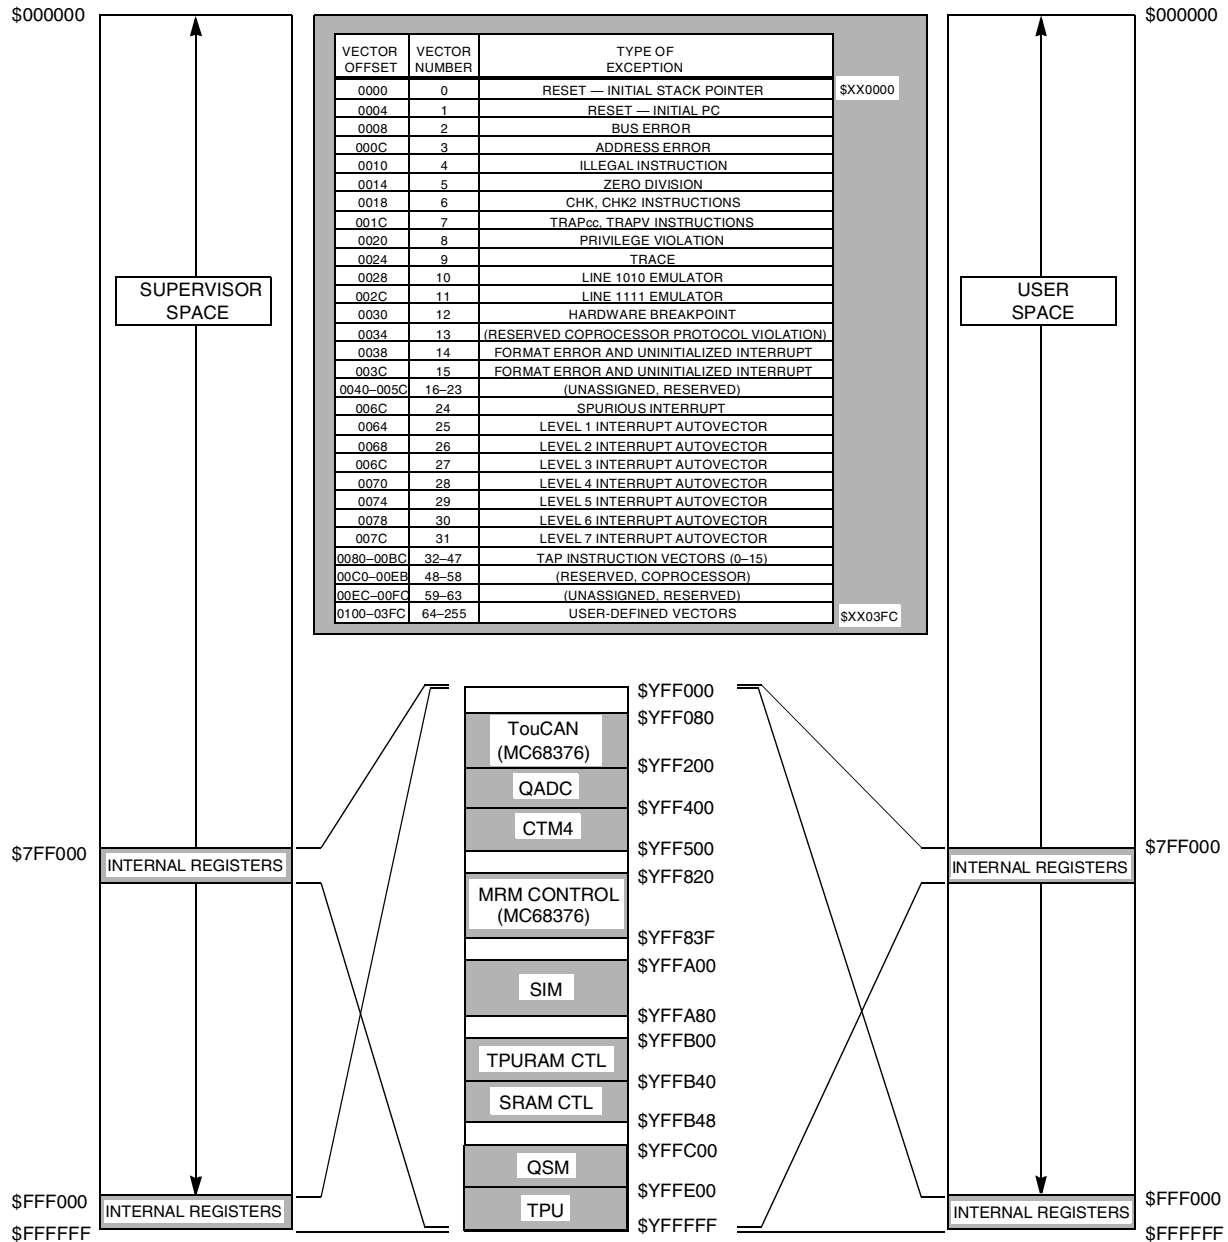 $000000
$000000
VECTOR OFFSET VECTOR NUMBER TYPE OF EXCEPTION
0000 0 RESET — INITIAL STACK POINTER $XX0000
0004 1 RESET — INITIAL PC
0008 2 BUS ERROR
000C 3 ADDRESS ERROR
0010 4 ILLEGAL INSTRUCTION
0014 5 ZERO DIVISION
0018 6 CHK, CHK2 INSTRUCTIONS
001C 7 TRAPcc, TRAPV INSTRUCTIONS
0020 8 PRIVILEGE VIOLATION
0024 9 TRACE
0028 10 LINE 1010 EMULATOR
002C 11 LINE 1111 EMULATOR
0030 12 HARDWARE BREAKPOINT
0034 13 (RESERVED COPROCESSOR PROTOCOL VIOLATION)
0038 14 FORMAT ERROR AND UNINITIALIZED INTERRUPT
003C 15 FORMAT ERROR AND UNINITIALIZED INTERRUPT
0040–005C 16–23 (UNASSIGNED, RESERVED)
006C 24 SPURIOUS INTERRUPT
0064 25 LEVEL 1 INTERRUPT AUTOVECTOR
0068 26 LEVEL 2 INTERRUPT AUTOVECTOR
006C 27 LEVEL 3 INTERRUPT AUTOVECTOR
0070 28 LEVEL 4 INTERRUPT AUTOVECTOR
0074 29 LEVEL 5 INTERRUPT AUTOVECTOR
0078 30 LEVEL 6 INTERRUPT AUTOVECTOR
007C 31 LEVEL 7 INTERRUPT AUTOVECTOR
0080–00BC 32–47 TAP INSTRUCTION VECTORS (0–15)
00C0–00EB 48–58 (RESERVED, COPROCESSOR)
00EC–00FC 59–63 (UNASSIGNED, RESERVED)
0100–03FC 64–255 USER-DEFINED VECTORS $XX03FC
SUPERVISOR
SPACE
USER
SPACE
$YFF000
$YFF080
TouCAN
(MC68376)
$YFF200
QADC
$YFF400
CTM4
$YFF500
$YFF820
MRM CONTROL
(MC68376)
$YFF83F
$YFFA00
SIM
$YFFA80
$YFFB00
TPURAM CTL
$YFFB40
SRAM CTL
$YFFB48
$YFFC00
QSM
$YFFE00
TPU
$YFFFFF
$7FF000
INTERNAL REGISTERS
$7FF000
INTERNAL REGISTERS
$FFF000
INTERNAL REGISTERS
$FFFFFF
$FFF000
INTERNAL REGISTERS
$FFFFFF